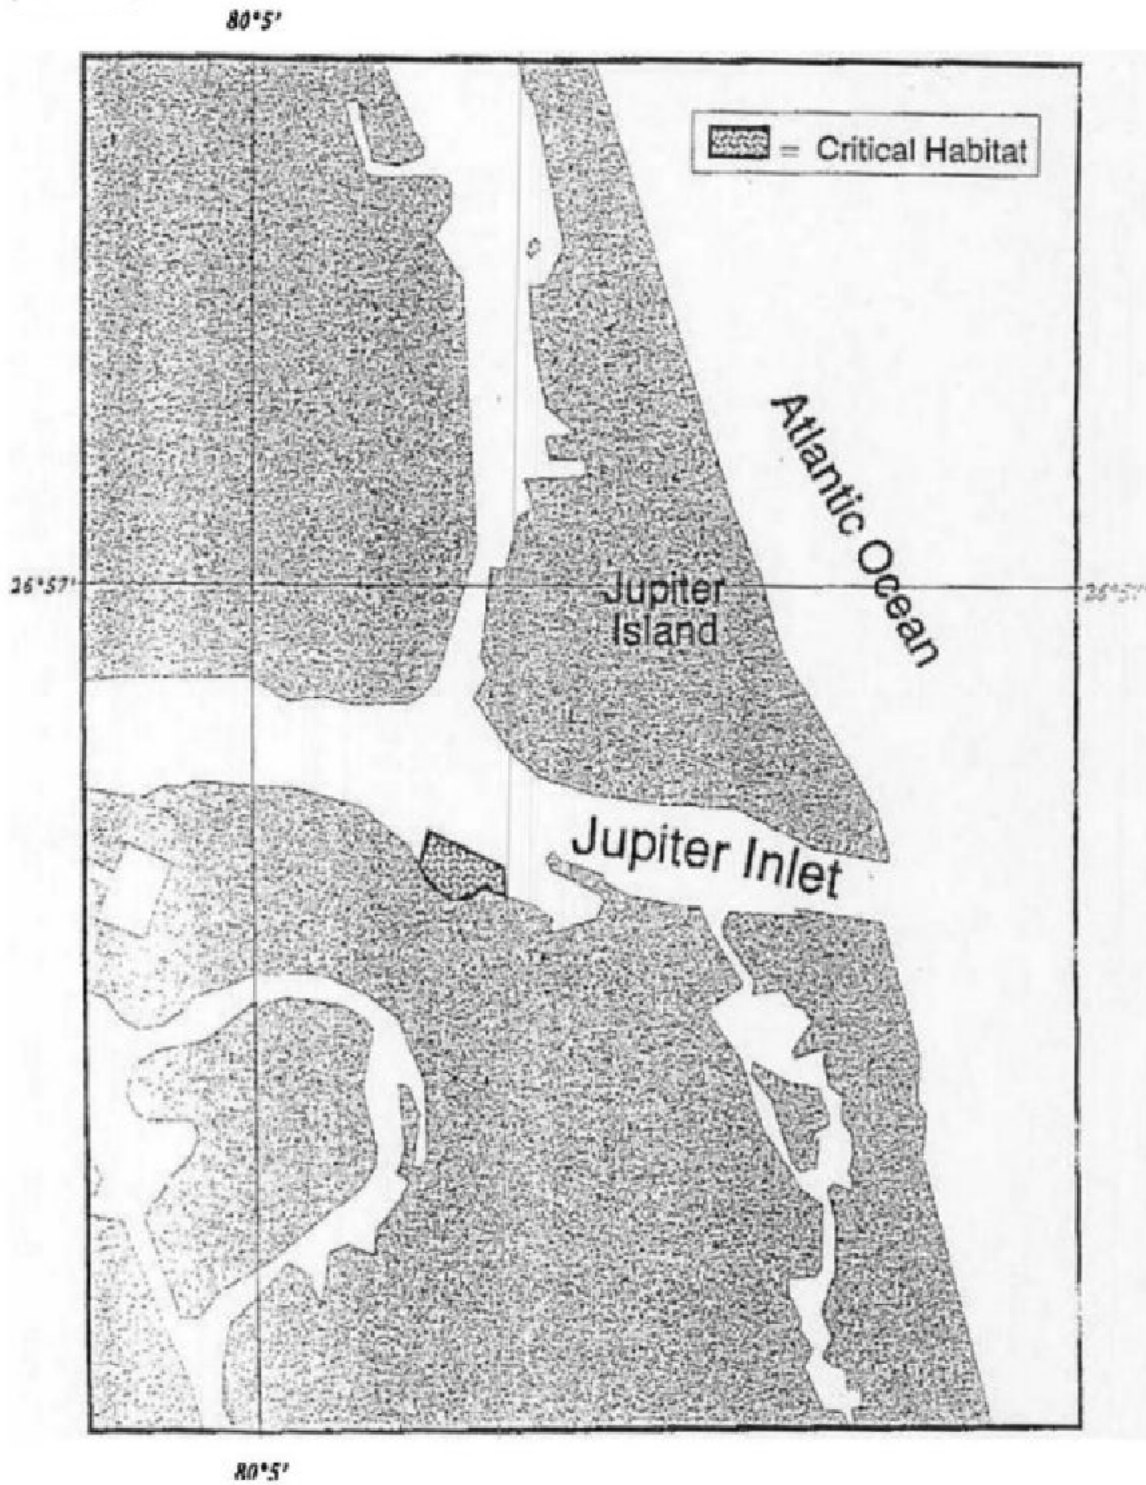 80°5'
= Critical Habitat
Atlantic Ocean
26°57'
Jupiter
Island
26°57'
Jupiter Inlet
80°5'